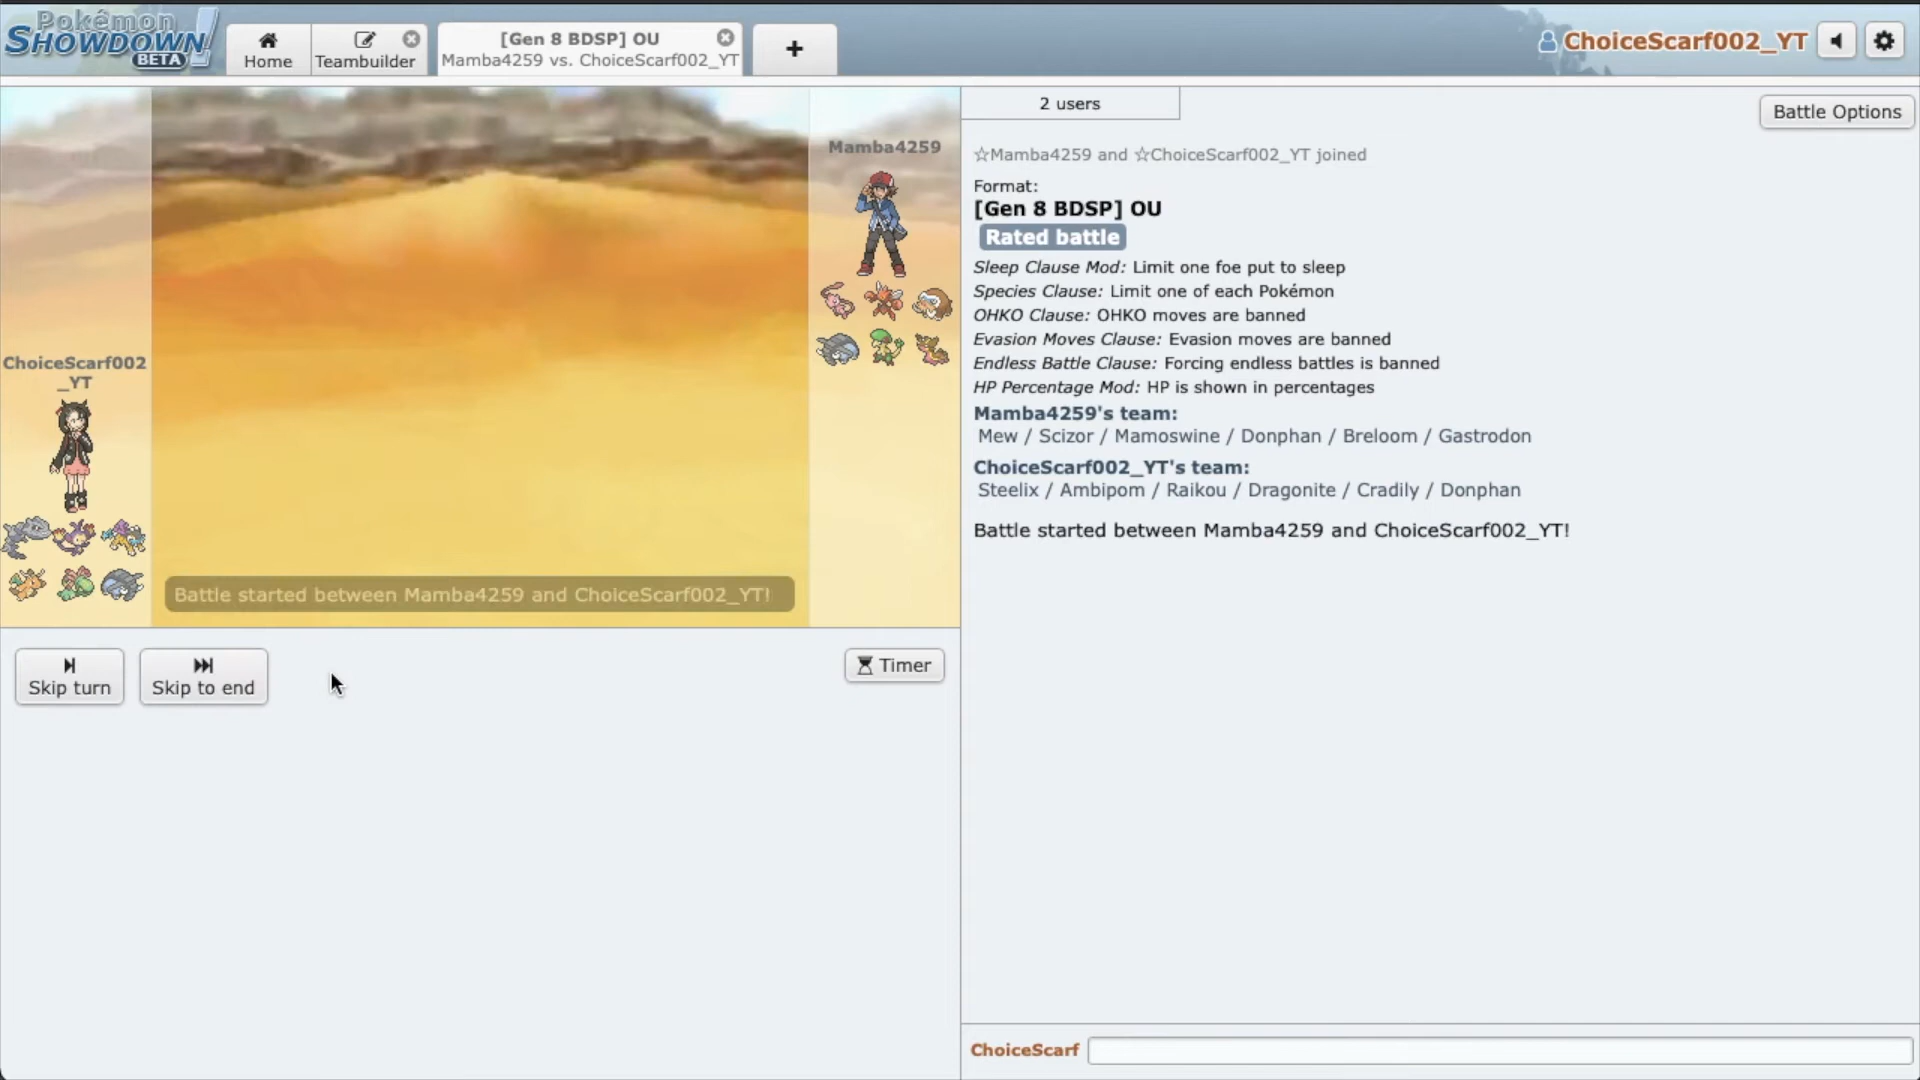 Pokémon
SHOWDOWN!
BETA
Home
Teambuilder
[Gen 8 BDSP] OU
Mamba4259 vs. ChoiceScarf002_YT
+
ChoiceScarf002_YT
Mamba4259
ChoiceScarf002
_YT
Battle started between Mamba4259 and ChoiceScarf002_YT!
Skip turn
Skip to end
Timer
2 users
Battle Options
☆Mamba4259 and ☆ChoiceScarf002_YT joined
Format:
[Gen 8 BDSP] OU
Rated battle
Sleep Clause Mod: Limit one foe put to sleep
Species Clause: Limit one of each Pokémon
OHKO Clause: OHKO moves are banned
Evasion Moves Clause: Evasion moves are banned
Endless Battle Clause: Forcing endless battles is banned
HP Percentage Mod: HP is shown in percentages
Mamba4259's team:
Mew / Scizor / Mamoswine / Donphan / Breloom / Gastrodon
ChoiceScarf002_YT's team:
Steelix / Ambipom / Raikou / Dragonite / Cradily / Donphan
Battle started between Mamba4259 and ChoiceScarf002_YT!
ChoiceScarf